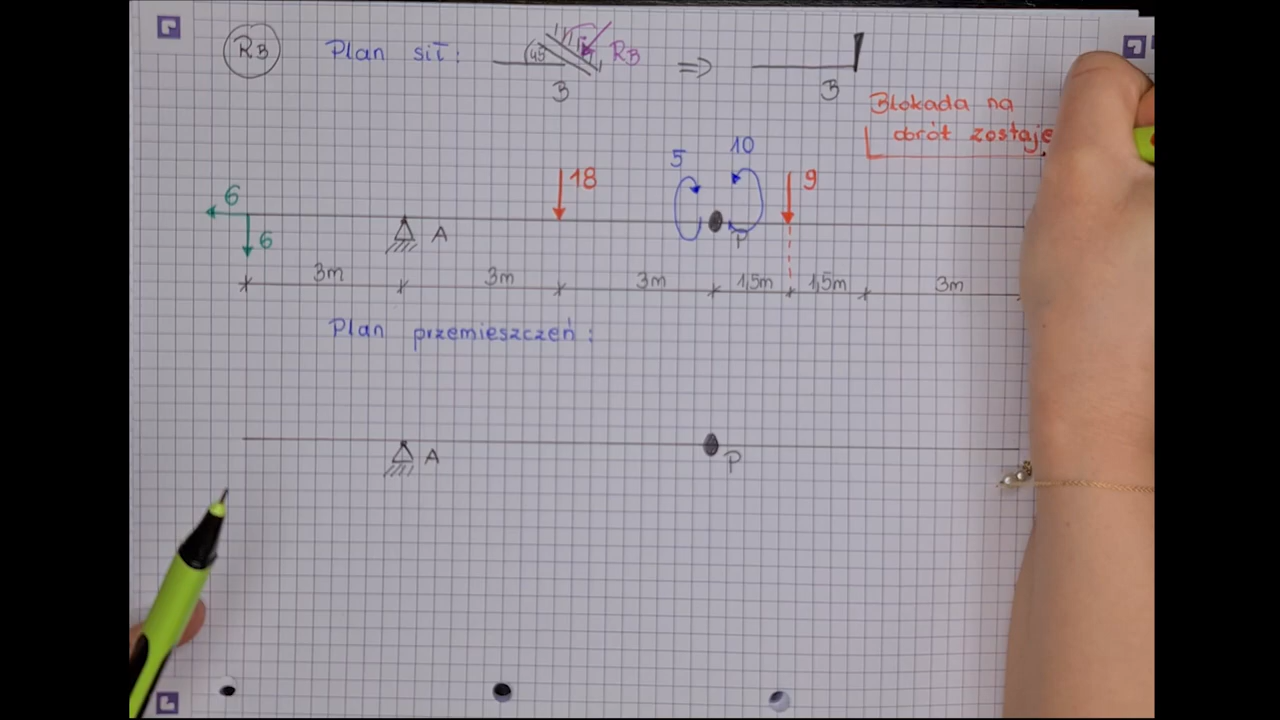 RB Plan sił: 45 RB ⇒
B B
Blokada na
obrót zostaje
5 10
6 18 9
6 A P
3m 3m 3m 1,5m 1,5m 3m
Plan przemieszczeń:
A P